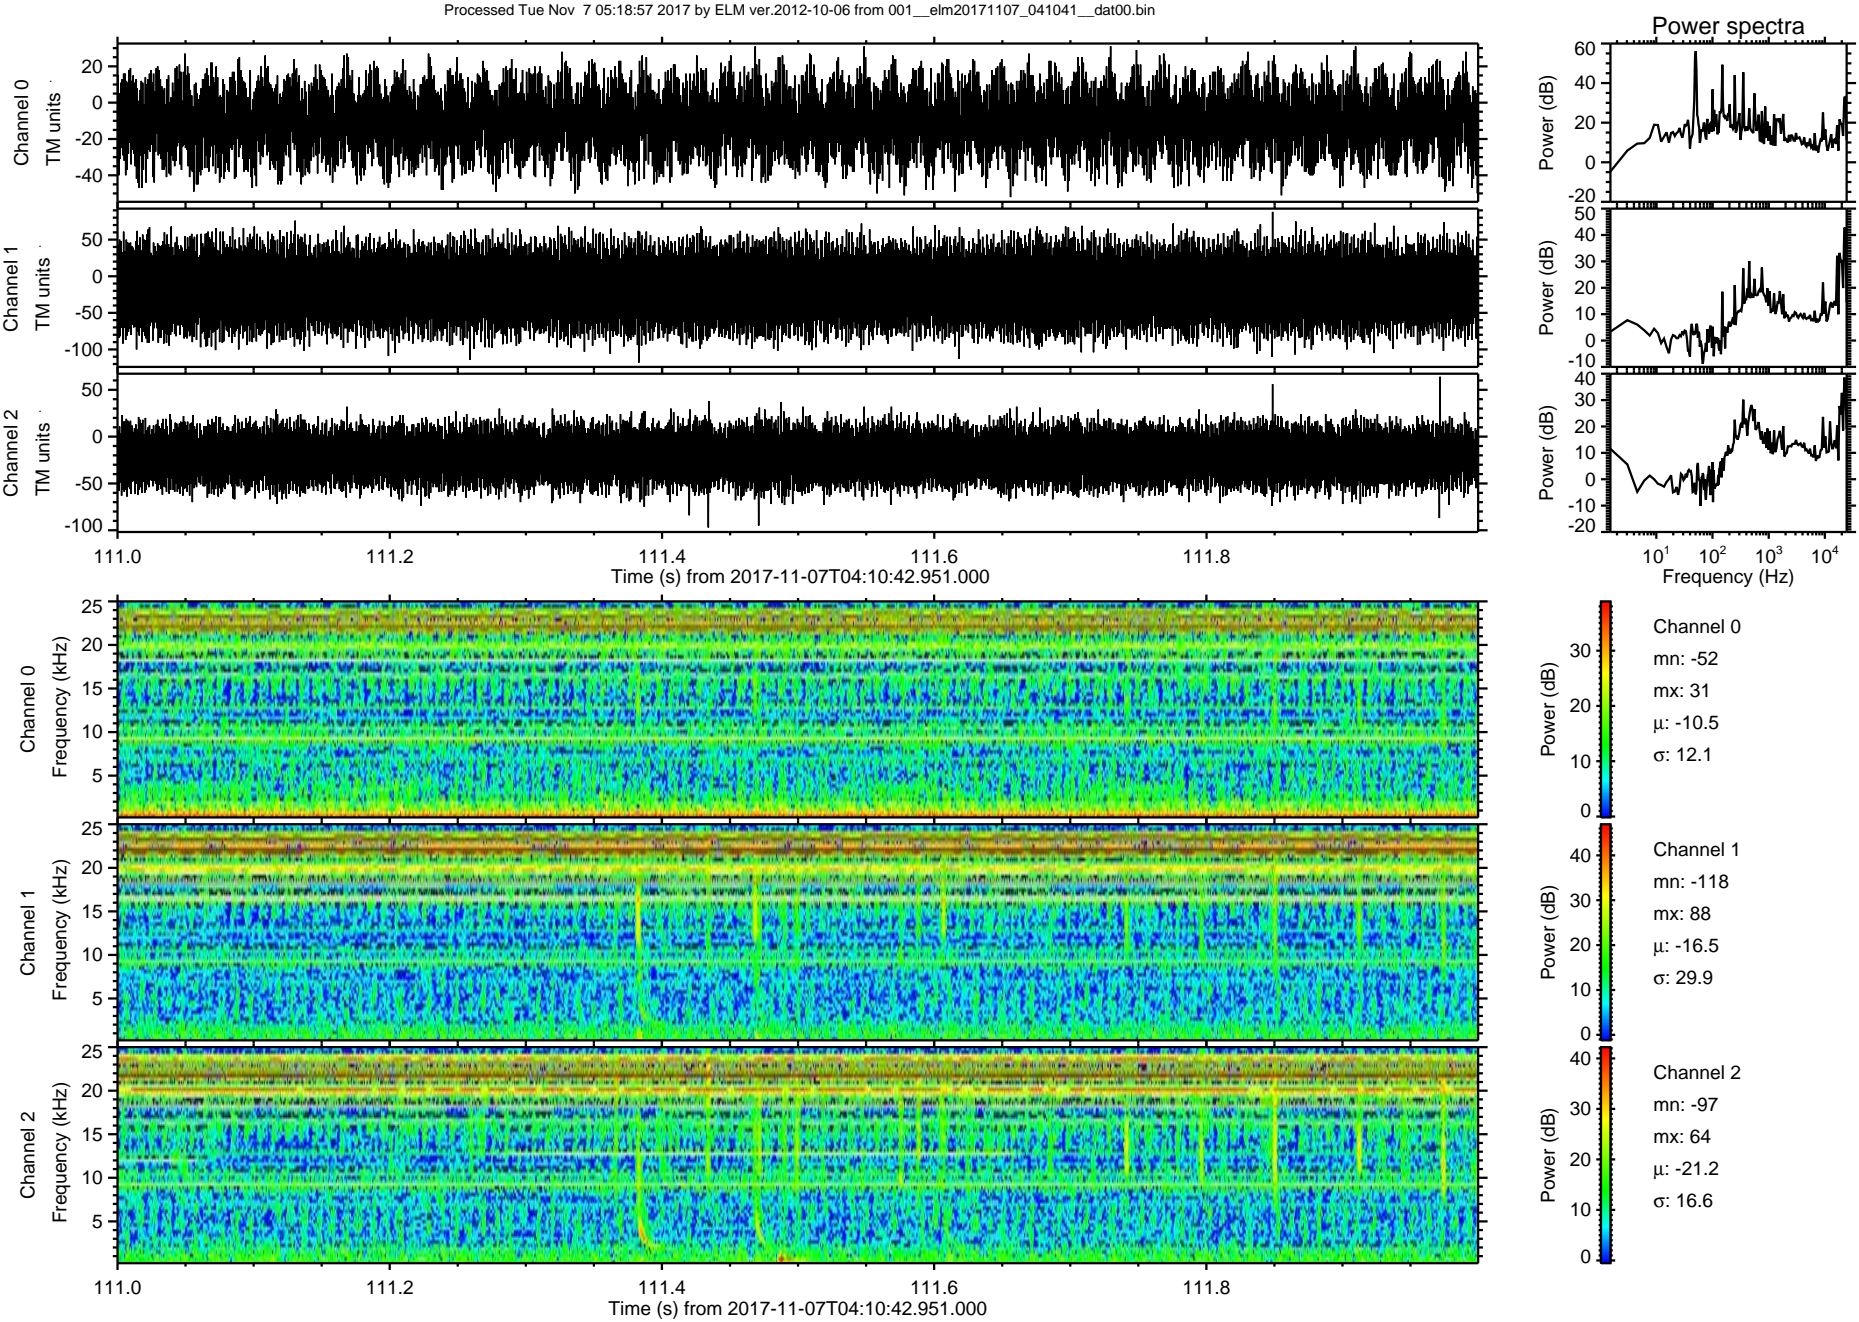 Processed Tue Nov 7 05:18:57 2017 by ELM ver.2012-10-06 from 001__elm20171107_041041__dat00.bin
Power spectra
Channel 0
TM units
20
0
-20
-40
Power (dB)
60
40
20
0
-20
Channel 1
TM units
50
0
-50
-100
Power (dB)
50
40
30
20
10
0
-10
Channel 2
TM units
50
0
-50
-100
Power (dB)
40
30
20
10
0
-10
-20
111.0 111.2 111.4 111.6 111.8
Time (s) from 2017-11-07T04:10:42.951.000
10^1 10^2 10^3 10^4
Frequency (Hz)
Channel 0
Frequency (kHz)
25
20
15
10
5
Power (dB)
30
20
10
0
Channel 0
mn: -52
mx: 31
μ: -10.5
σ: 12.1
Channel 1
Frequency (kHz)
25
20
15
10
5
Power (dB)
40
30
20
10
0
Channel 1
mn: -118
mx: 88
μ: -16.5
σ: 29.9
Channel 2
Frequency (kHz)
25
20
15
10
5
Power (dB)
40
30
20
10
0
Channel 2
mn: -97
mx: 64
μ: -21.2
σ: 16.6
111.0 111.2 111.4 111.6 111.8
Time (s) from 2017-11-07T04:10:42.951.000